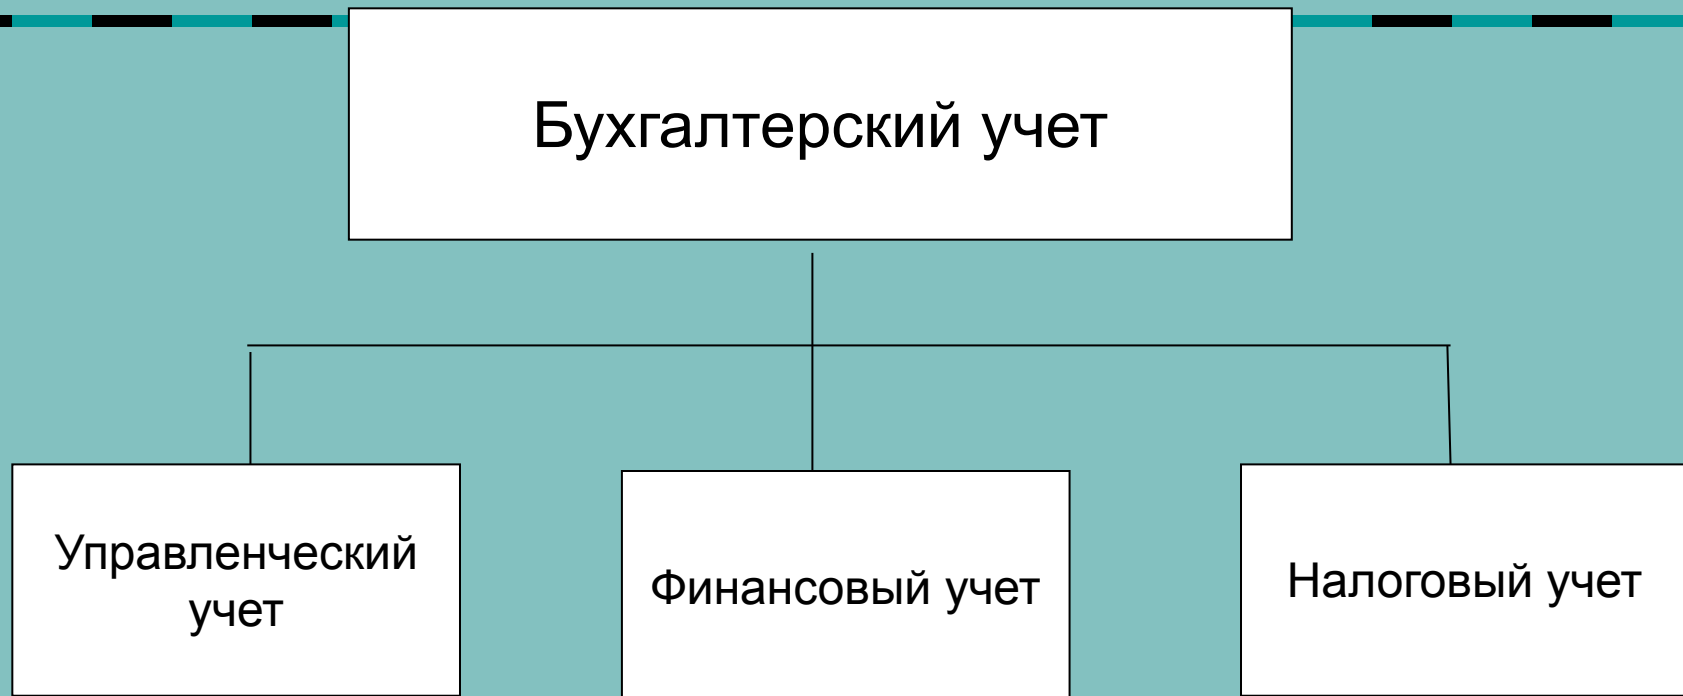 Бухгалтерский учет
Управленческий
учет
Финансовый учет
Налоговый учет